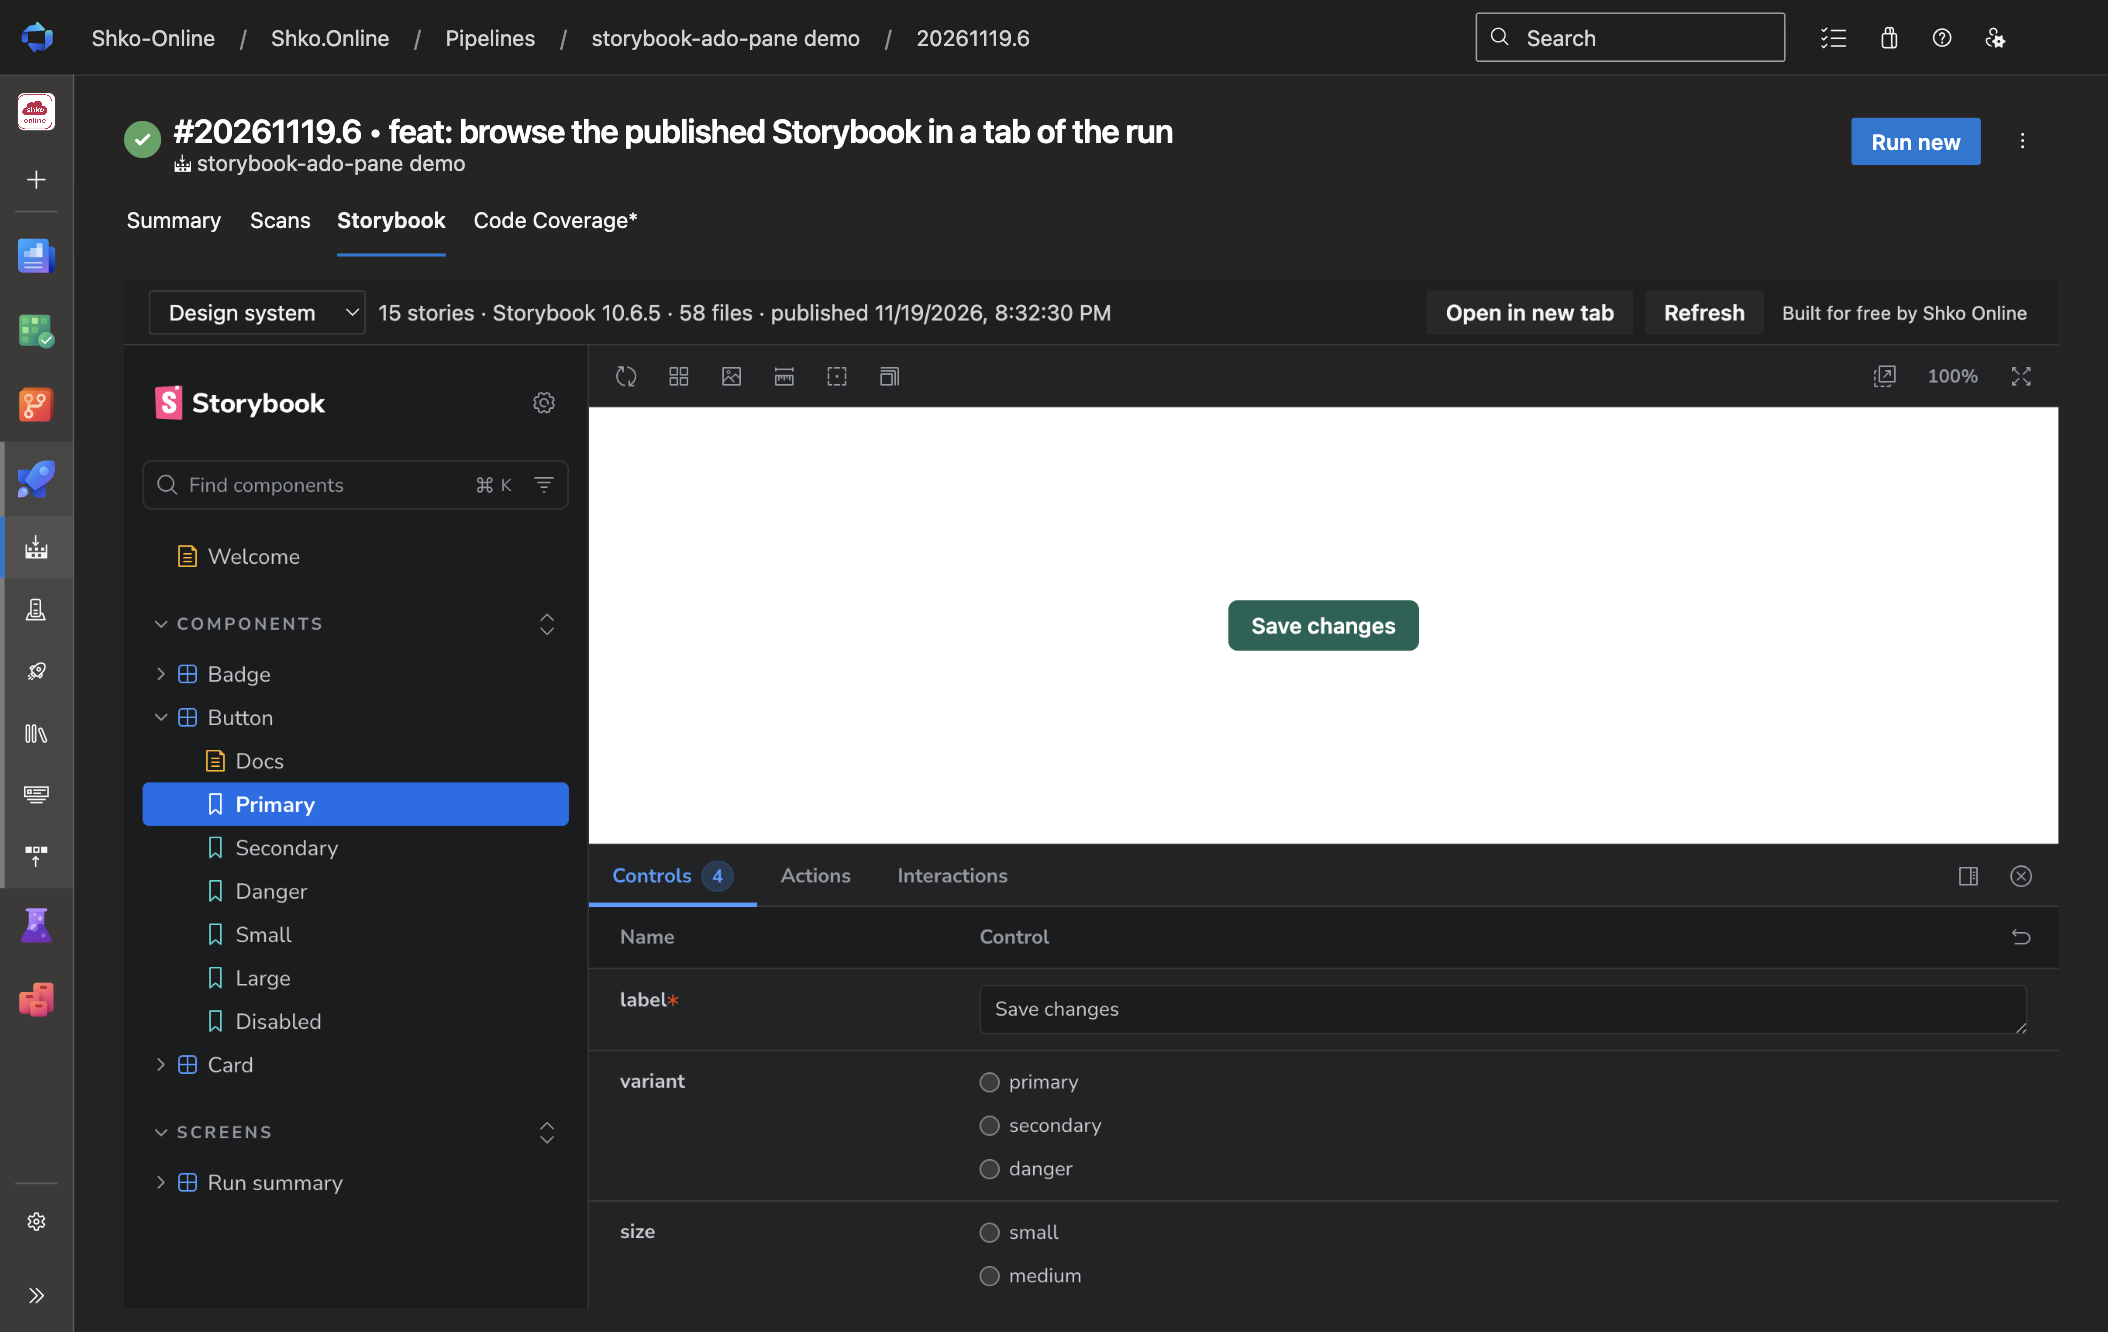 Shko-Online / Shko.Online / Pipelines / storybook-ado-pane demo / 20261119.6
Search
shko
online
#20261119.6 • feat: browse the published Storybook in a tab of the run
storybook-ado-pane demo
Run new
Summary Scans Storybook Code Coverage*
Design system 15 stories · Storybook 10.6.5 · 58 files · published 11/19/2026, 8:32:30 PM
Open in new tab Refresh Built for free by Shko Online
S Storybook
100%
Find components ⌘ K
Welcome
COMPONENTS
Badge
Button
Docs
Primary
Secondary
Danger
Small
Large
Disabled
Card
SCREENS
Run summary
Save changes
Controls 4 Actions Interactions
Name Control
label* Save changes
variant primary
secondary
danger
size small
medium